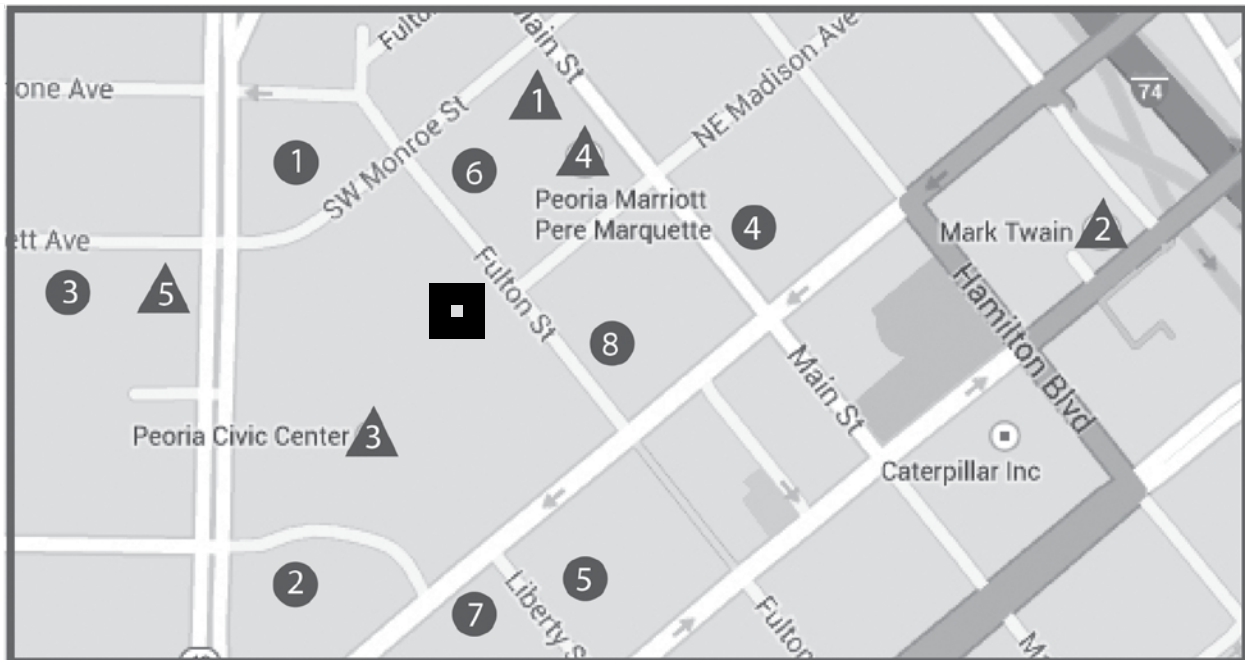 Fulto
Main St
one Ave
NE Madison Ave
74
1
SW Monroe St
1
6
4
Peoria Marriott
Pere Marquette
4
Mark Twain
2
ett Ave
3
5
Fulton St
8
Hamilton Blvd
Main St
Peoria Civic Center
3
Caterpillar Inc
2
7
5
Liberty S
Fulton
Ma